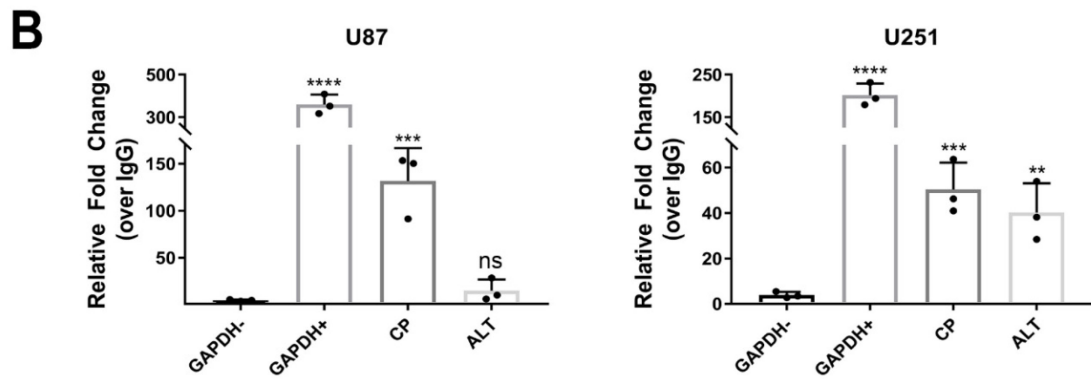 B
U87
Relative Fold Change
(over IgG)
500
300
150
100
50
****
***
ns
GAPDH-
GAPDH+
CP
ALT
U251
Relative Fold Change
(over IgG)
250
150
60
40
20
0
****
***
**
GAPDH-
GAPDH+
CP
ALT